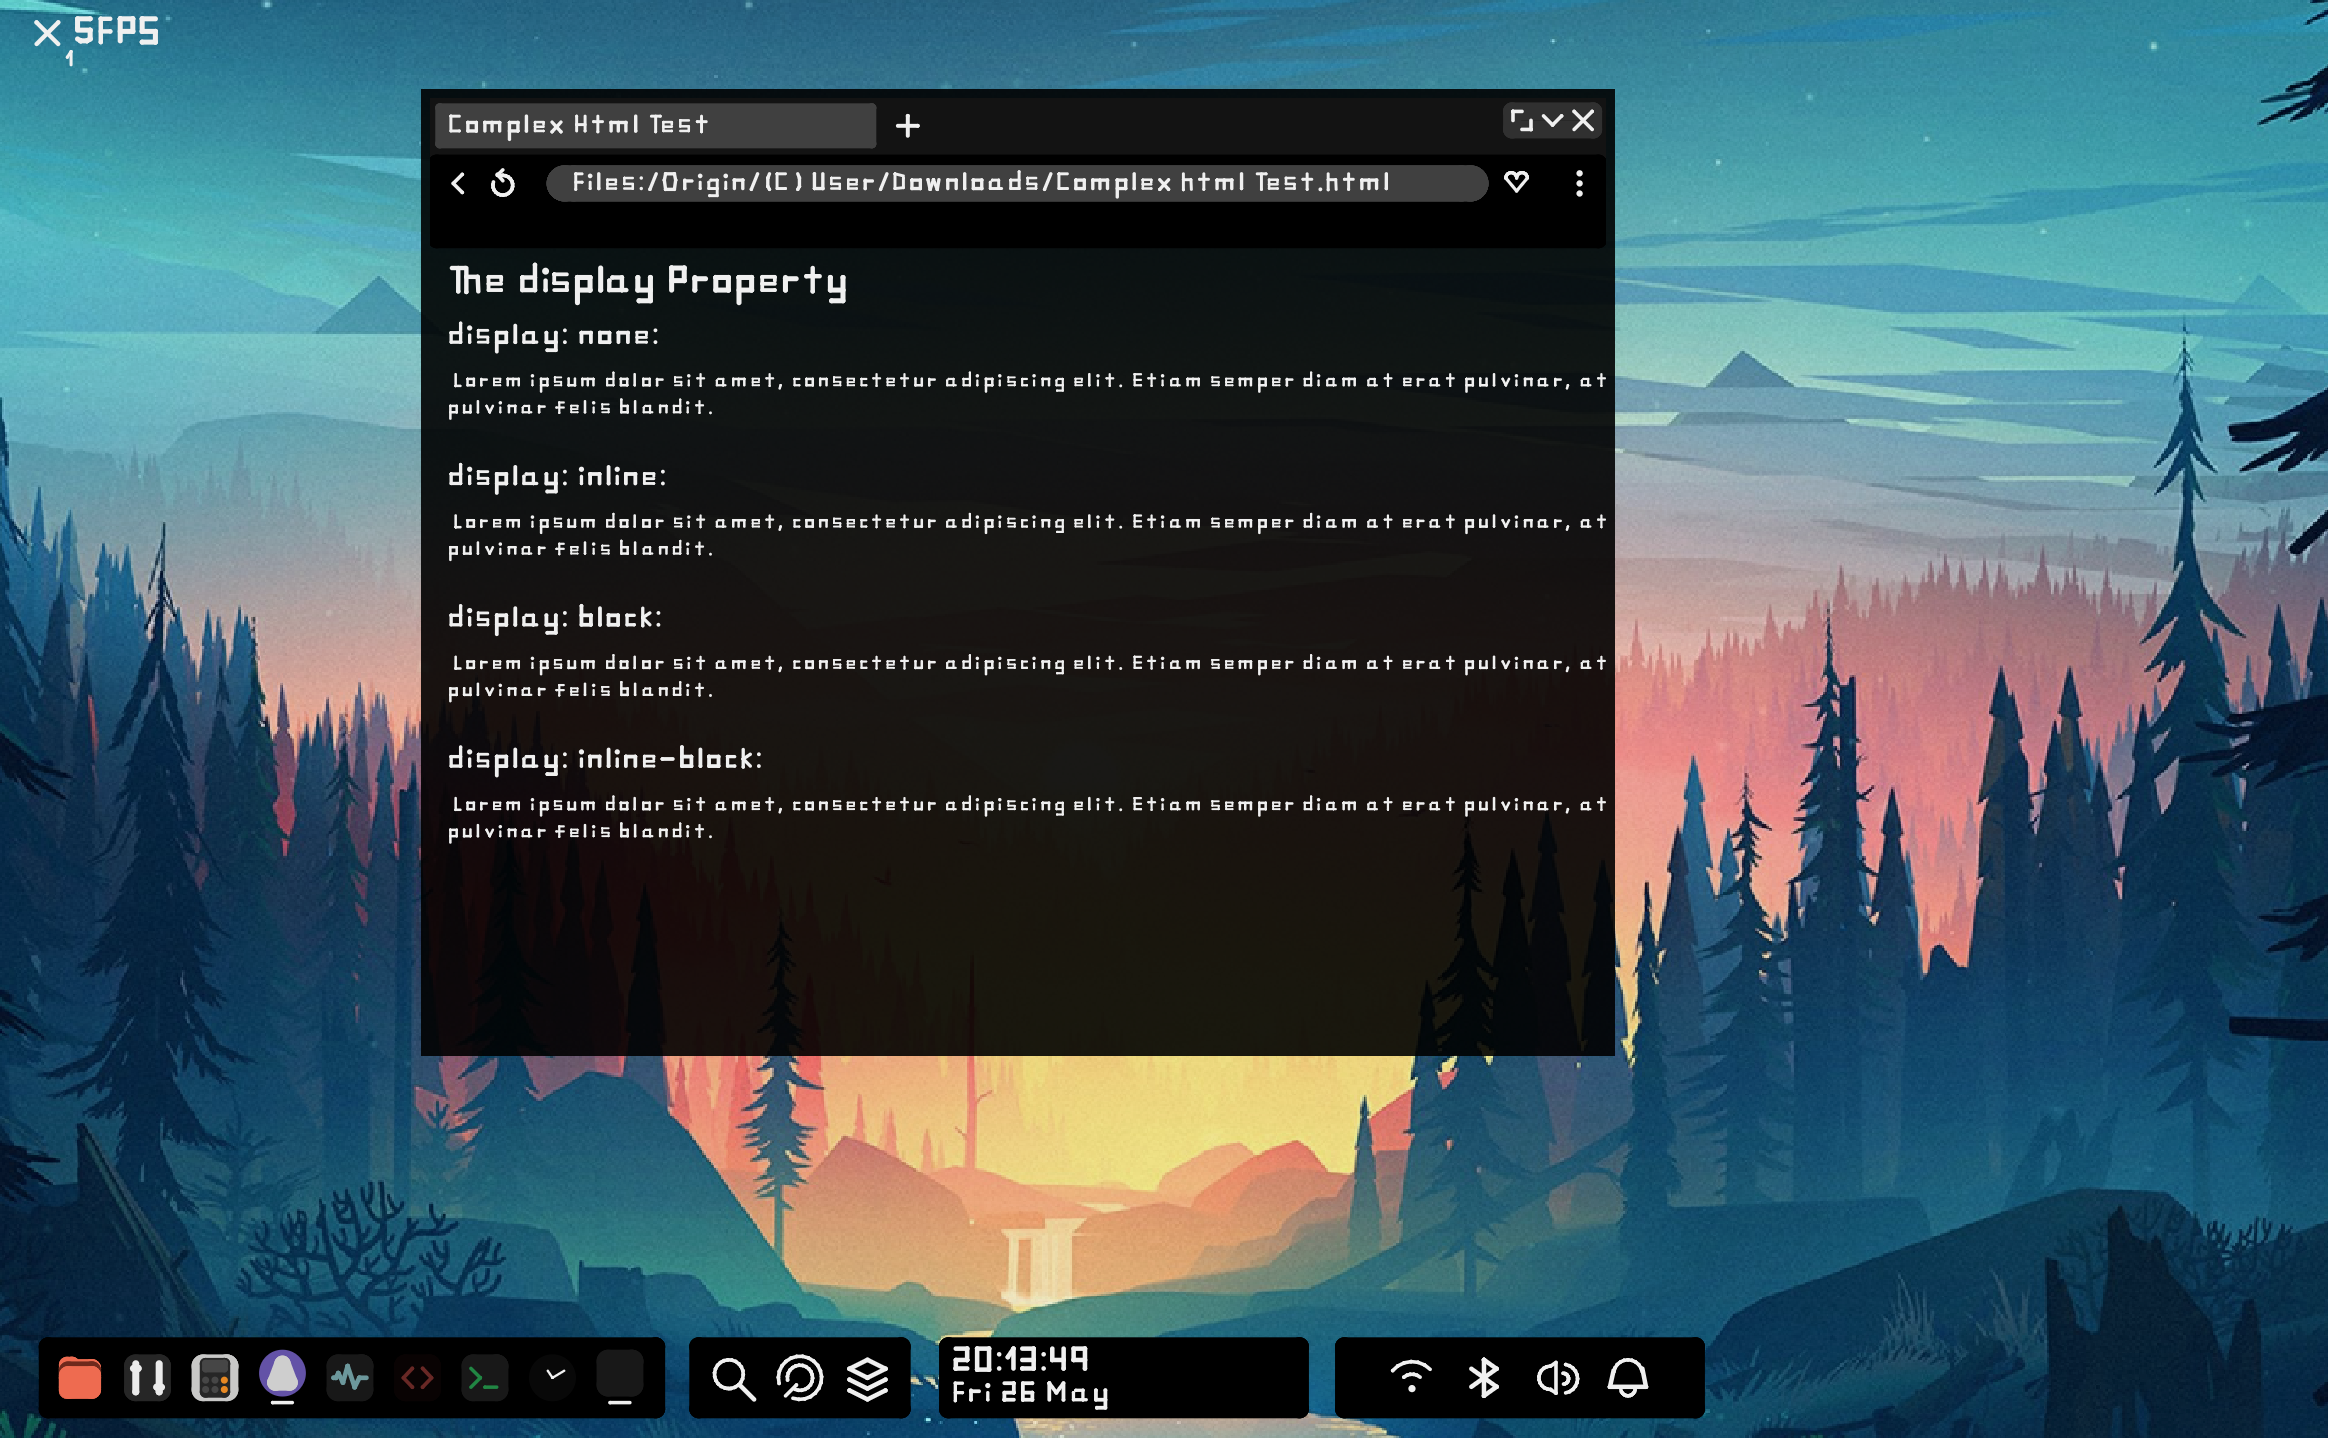 5FPS
1
Complex Html Test
Files:/Origin/(C) User/Downloads/Complex html Test.html
The display Property
display: none:
Lorem ipsum dolor sit amet, consectetur adipiscing elit. Etiam semper diam at erat pulvinar, at
pulvinar felis blandit.
display: inline:
Lorem ipsum dolor sit amet, consectetur adipiscing elit. Etiam semper diam at erat pulvinar, at
pulvinar felis blandit.
display: block:
Lorem ipsum dolor sit amet, consectetur adipiscing elit. Etiam semper diam at erat pulvinar, at
pulvinar felis blandit.
display: inline-block:
Lorem ipsum dolor sit amet, consectetur adipiscing elit. Etiam semper diam at erat pulvinar, at
pulvinar felis blandit.
20:13:49
Fri 26 May